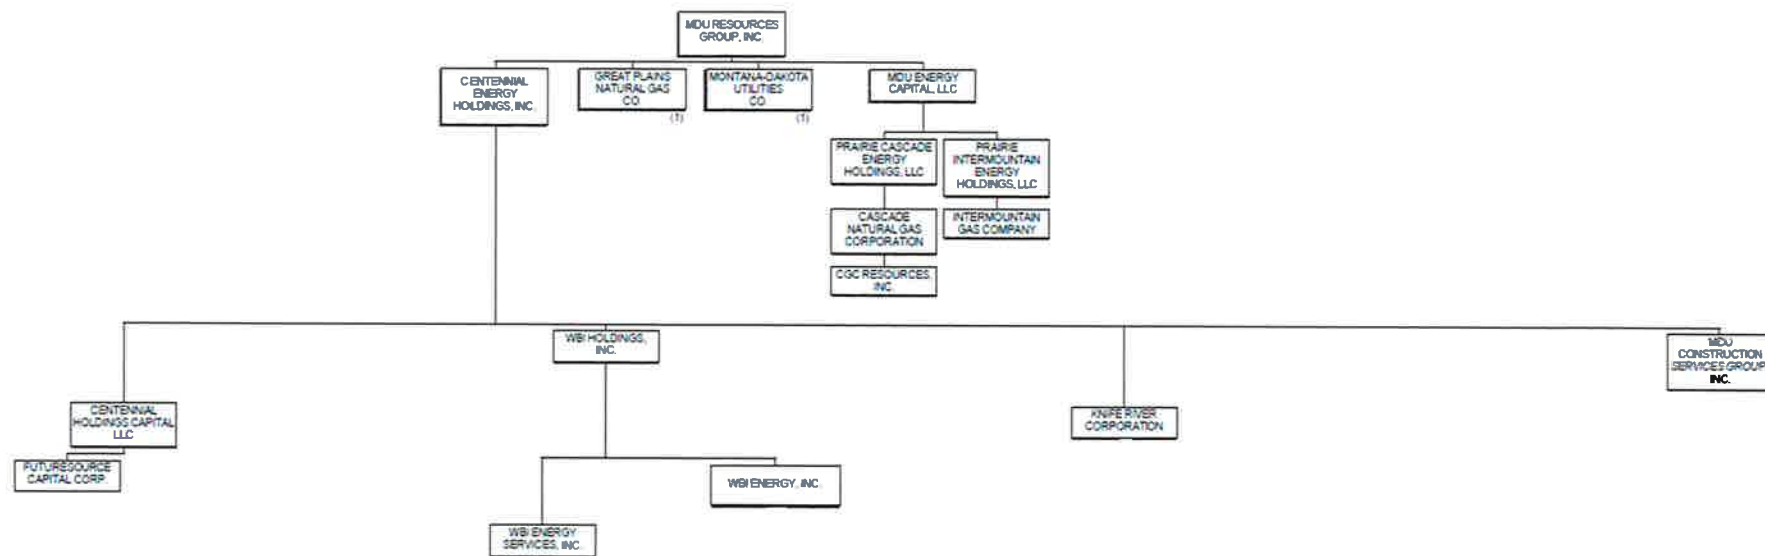 MDU RESOURCES
GROUP, INC.
CENTENNIAL
ENERGY
HOLDINGS, INC.
GREAT PLAINS
NATURAL GAS
CO.
(1)
MONTANA-DAKOTA
UTILITIES
CO.
(1)
MDU ENERGY
CAPITAL, LLC
PRAIRIE CASCADE
ENERGY
HOLDINGS, LLC
PRAIRIE
INTERMOUNTAIN
ENERGY
HOLDINGS, LLC
CASCADE
NATURAL GAS
CORPORATION
INTERMOUNTAIN
GAS COMPANY
CGC RESOURCES,
INC.
WBI HOLDINGS,
INC.
MDU
CONSTRUCTION
SERVICES GROUP
INC.
CENTENNIAL
HOLDINGS CAPITAL
LLC
KNIFE RIVER
CORPORATION
FUTURESOURCE
CAPITAL CORP.
WBI ENERGY, INC.
WBI ENERGY
SERVICES, INC.